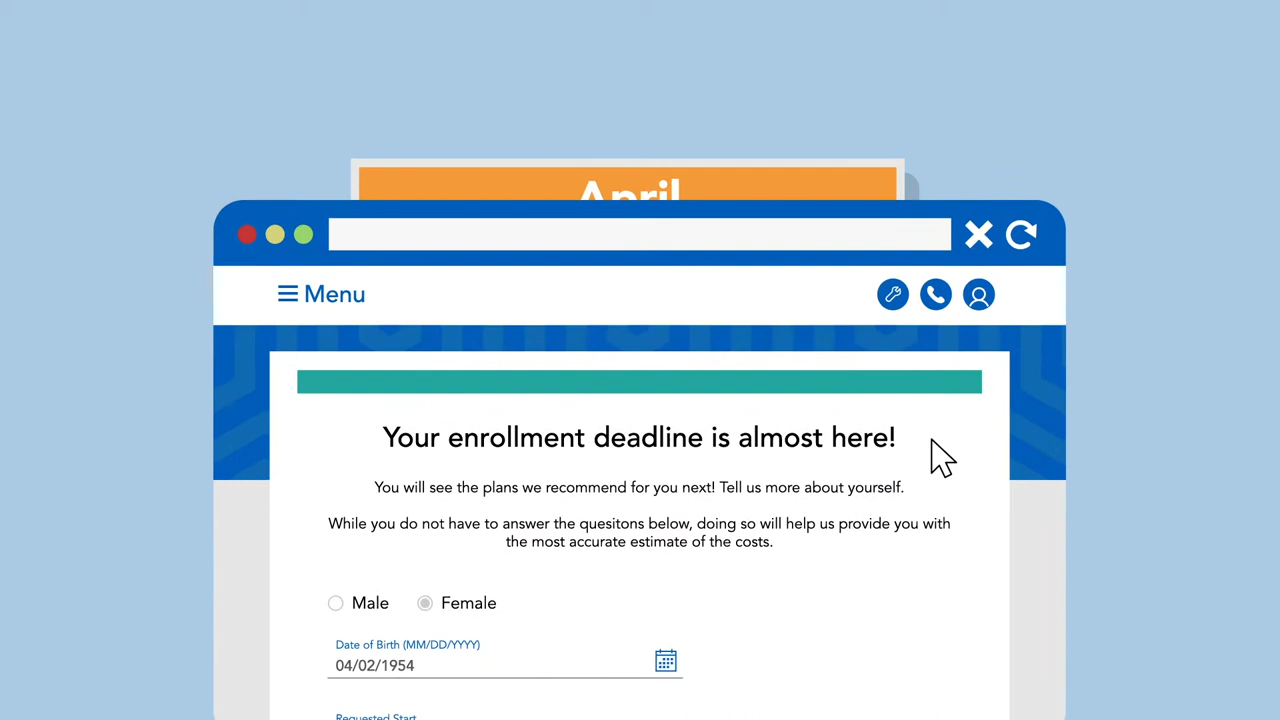 April
Menu
Your enrollment deadline is almost here!
You will see the plans we recommend for you next! Tell us more about yourself.
While you do not have to answer the quesitons below, doing so will help us provide you with
the most accurate estimate of the costs.
Male Female
Date of Birth (MM/DD/YYYY)
04/02/1954
Requested Start